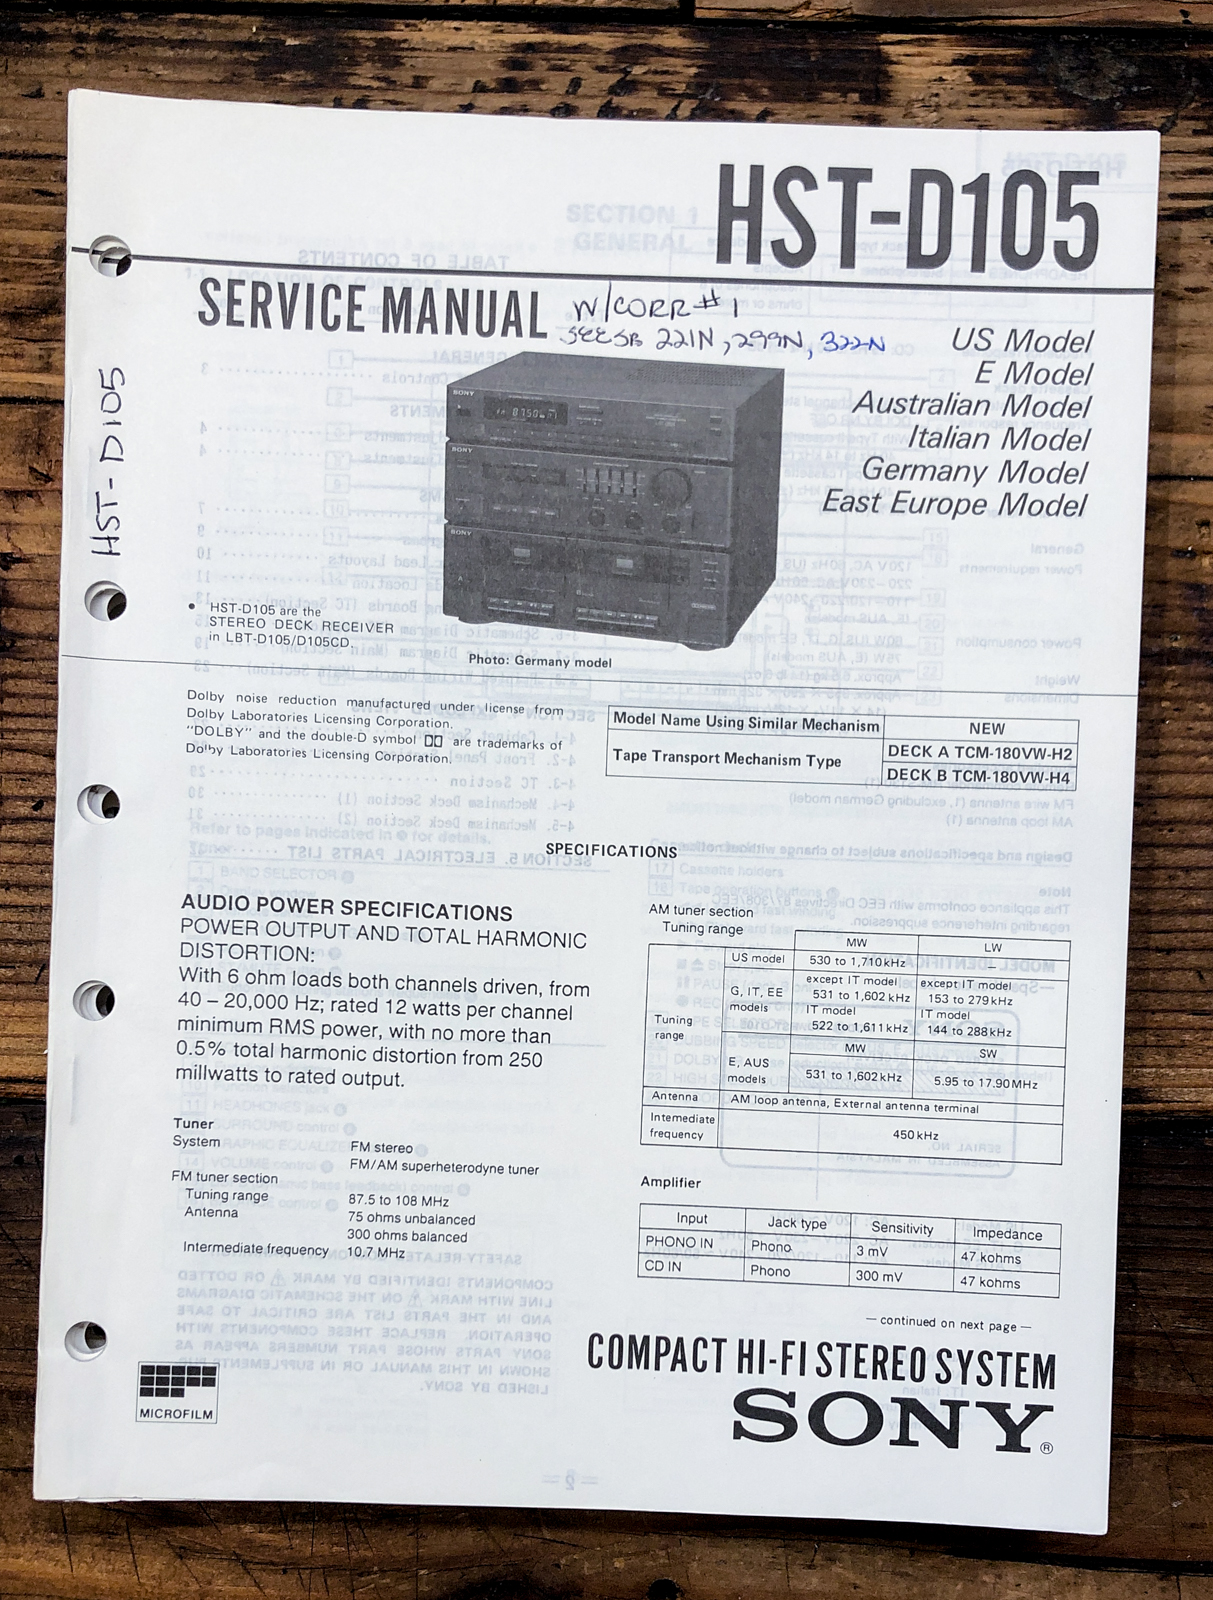 HST-D105
SERVICE MANUAL
W/CORR#1
SEE SB 221N, 299N, 322-N
US Model
E Model
Australian Model
Italian Model
Germany Model
East Europe Model
HST-D105
SONY
SONY
SONY
• HST-D105 are the
STEREO DECK RECEIVER
in LBT-D105/D105CD.
Photo: Germany model
Dolby noise reduction manufactured under license from
Dolby Laboratories Licensing Corporation.
"DOLBY" and the double-D symbol are trademarks of
Dolby Laboratories Licensing Corporation.
Model Name Using Similar Mechanism NEW
Tape Transport Mechanism Type DECK A TCM-180VW-H2
DECK B TCM-180VW-H4
SPECIFICATIONS
AUDIO POWER SPECIFICATIONS
POWER OUTPUT AND TOTAL HARMONIC
DISTORTION:
With 6 ohm loads both channels driven, from
40 – 20,000 Hz; rated 12 watts per channel
minimum RMS power, with no more than
0.5% total harmonic distortion from 250
milliwatts to rated output.
Tuner
System FM stereo
FM/AM superheterodyne tuner
FM tuner section
Tuning range 87.5 to 108 MHz
Antenna 75 ohms unbalanced
300 ohms balanced
Intermediate frequency 10.7 MHz
AM tuner section
Tuning range
MW LW
US model 530 to 1,710 kHz –
Tuning range
G, IT, EE models
except IT model 531 to 1,602 kHz
except IT model 153 to 279 kHz
IT model 522 to 1,611 kHz
IT model 144 to 288 kHz
MW SW
E, AUS models 531 to 1,602 kHz 5.95 to 17.90 MHz
Antenna AM loop antenna, External antenna terminal
Intemediate frequency 450 kHz
Amplifier
Input Jack type Sensitivity Impedance
PHONO IN Phono 3 mV 47 kohms
CD IN Phono 300 mV 47 kohms
— continued on next page —
COMPACT HI-FI STEREO SYSTEM
SONY®
MICROFILM